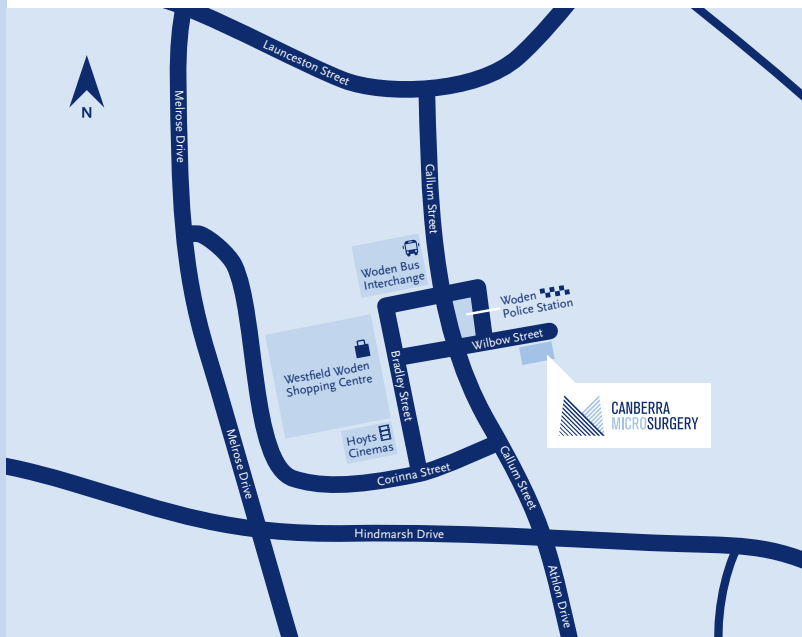 Launceston Street
Melrose Drive
N
Callum Street
Woden Bus
Interchange
Woden
Police Station
Wilbow Street
Westfield Woden
Shopping Centre
Bradley Street
CANBERRA
MICROSURGERY
Hoyts
Cinemas
Melrose Drive
Corinna Street
Callum Street
Hindmarsh Drive
Athlon Drive